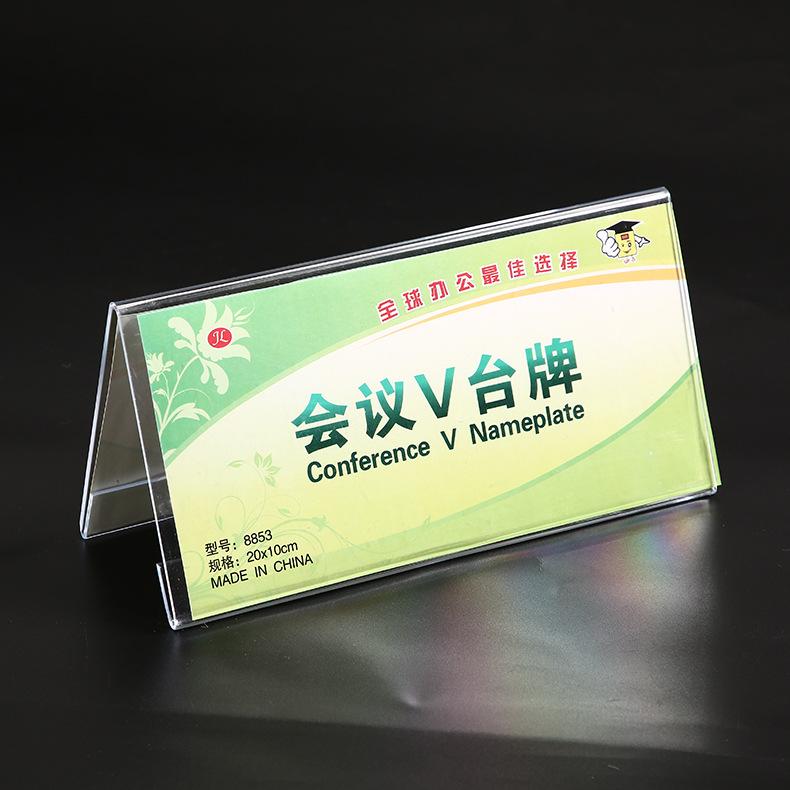 全球办公最佳选择
JL
会议V台牌
Conference V Nameplate
型号：8853
规格：20x10cm
MADE IN CHINA